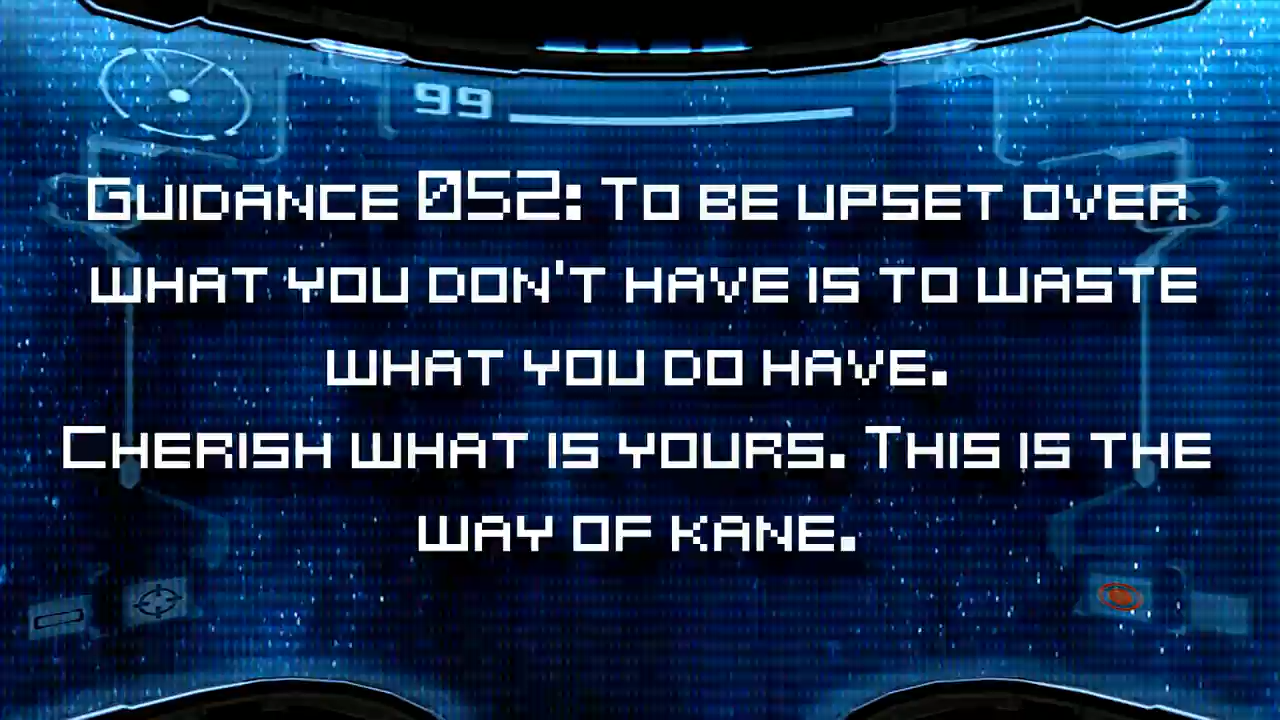 99
Guidance 052: To be upset over
what you don't have is to waste
what you do have.
Cherish what is yours. This is the
way of kane.